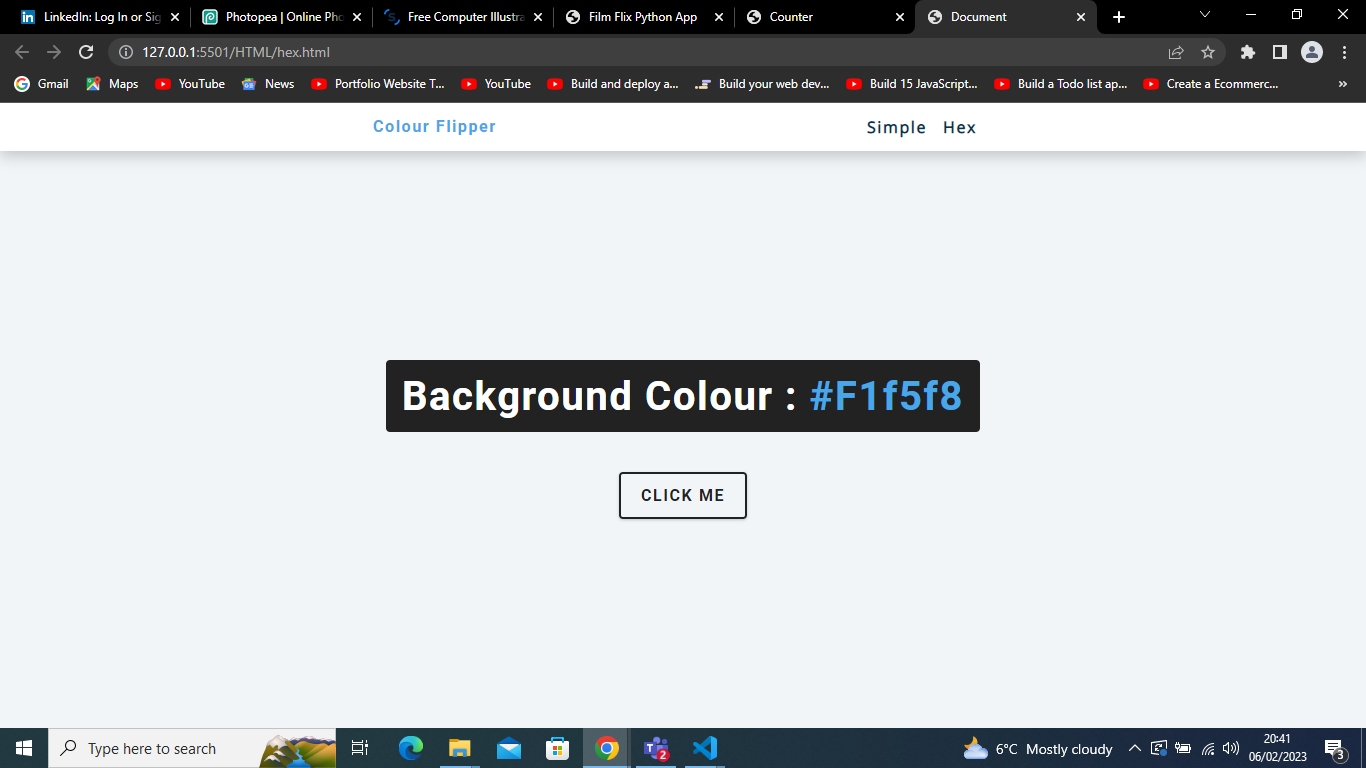 LinkedIn: Log In or Sig
Photopea | Online Pho
Free Computer Illustra
Film Flix Python App
Counter
Document
127.0.0.1:5501/HTML/hex.html
Gmail
Maps
YouTube
News
Portfolio Website T...
YouTube
Build and deploy a...
Build your web dev...
Build 15 JavaScript...
Build a Todo list ap...
Create a Ecommerc...
»
Colour Flipper
Simple Hex
Background Colour : #F1f5f8
CLICK ME
Type here to search
2
6°C Mostly cloudy
20:41
06/02/2023
3